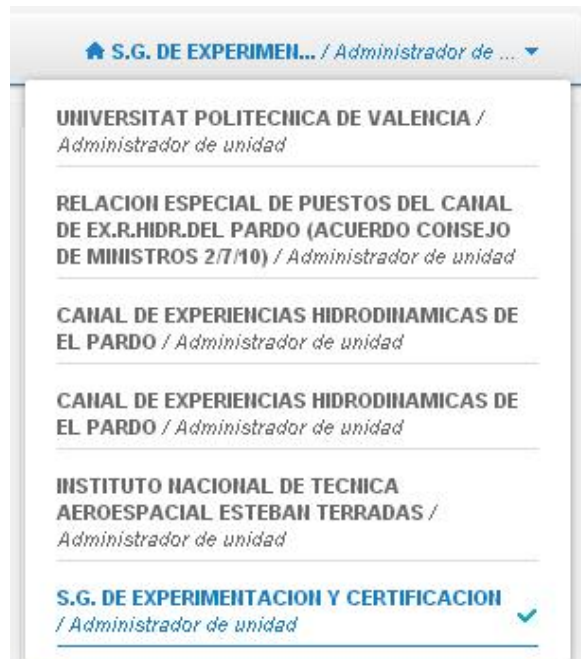 S.G. DE EXPERIMEN... / Administrador de ...
UNIVERSITAT POLITECNICA DE VALENCIA /
Administrador de unidad
RELACION ESPECIAL DE PUESTOS DEL CANAL
DE EX.R.HIDR.DEL PARDO (ACUERDO CONSEJO
DE MINISTROS 2/7/10) / Administrador de unidad
CANAL DE EXPERIENCIAS HIDRODINAMICAS DE
EL PARDO / Administrador de unidad
CANAL DE EXPERIENCIAS HIDRODINAMICAS DE
EL PARDO / Administrador de unidad
INSTITUTO NACIONAL DE TECNICA
AEROESPACIAL ESTEBAN TERRADAS /
Administrador de unidad
S.G. DE EXPERIMENTACION Y CERTIFICACION
/ Administrador de unidad